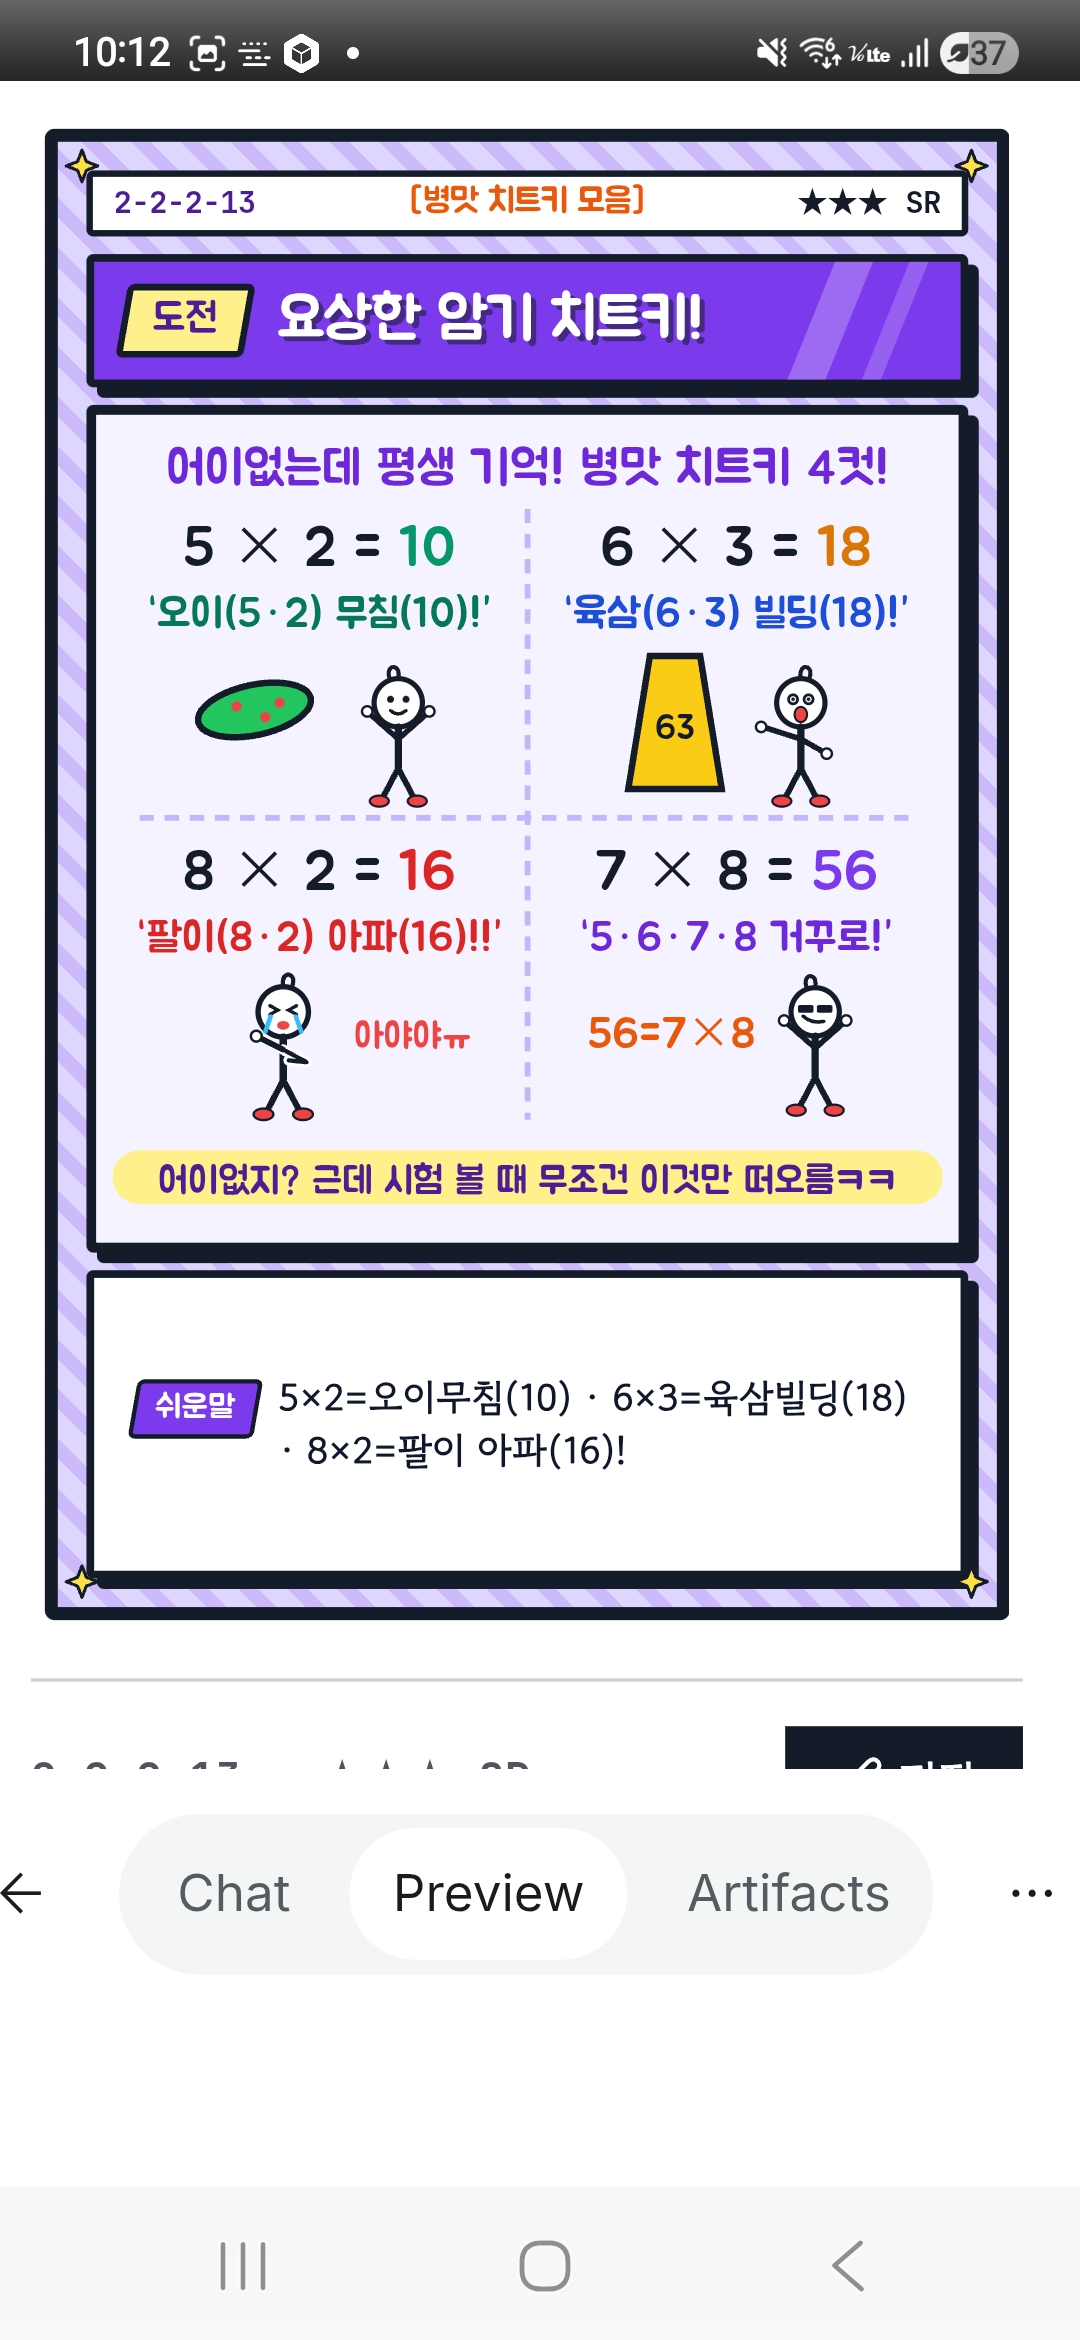 10:12
VoLte
37
2-2-2-13
[병맛 치트키 모음]
★★★ SR
도전
요상한 암기 치트키!
어이없는데 평생 기억! 병맛 치트키 4컷!
5 × 2 = 10
'오이(5·2) 무침(10)!'
6 × 3 = 18
'육삼(6·3) 빌딩(18)!'
63
8 × 2 = 16
'팔이(8·2) 아파(16)!!'
아야야ㅠ
7 × 8 = 56
'5·6·7·8 거꾸로!'
56=7×8
어이없지? 근데 시험 볼 때 무조건 이것만 떠오름ㅋㅋ
쉬운말
5×2=오이무침(10) · 6×3=육삼빌딩(18)
· 8×2=팔이 아파(16)!
Chat
Preview
Artifacts